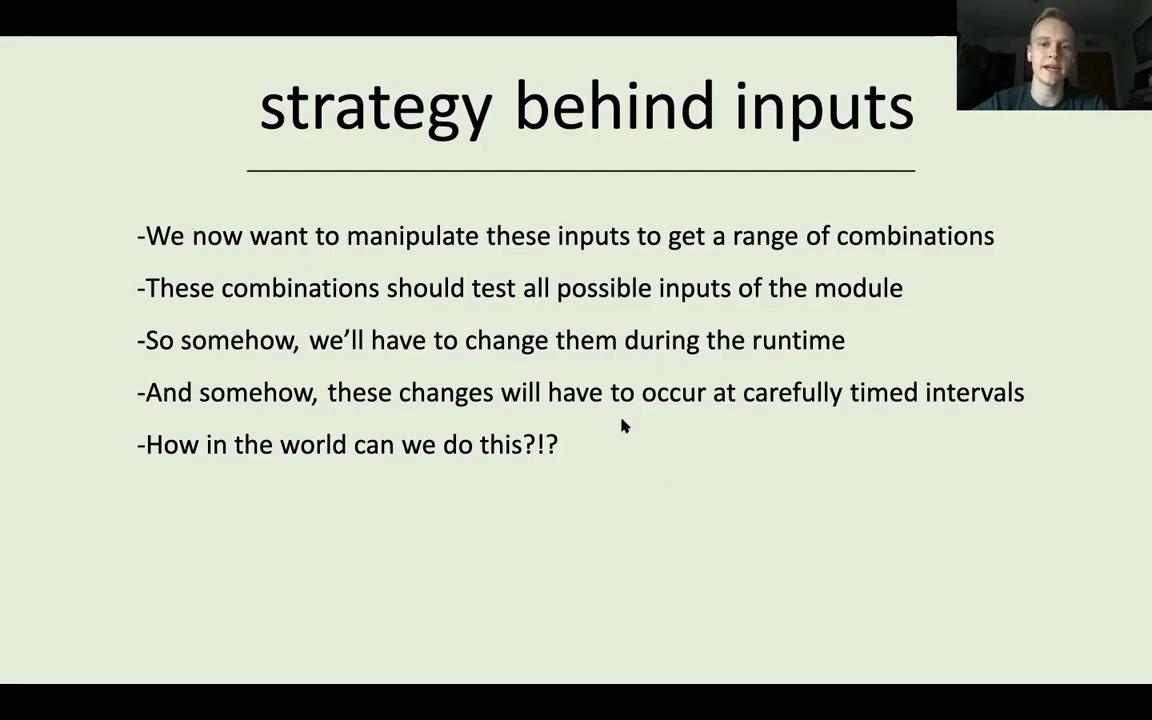 strategy behind inputs
-We now want to manipulate these inputs to get a range of combinations
-These combinations should test all possible inputs of the module
-So somehow, we’ll have to change them during the runtime
-And somehow, these changes will have to occur at carefully timed intervals
-How in the world can we do this?!?